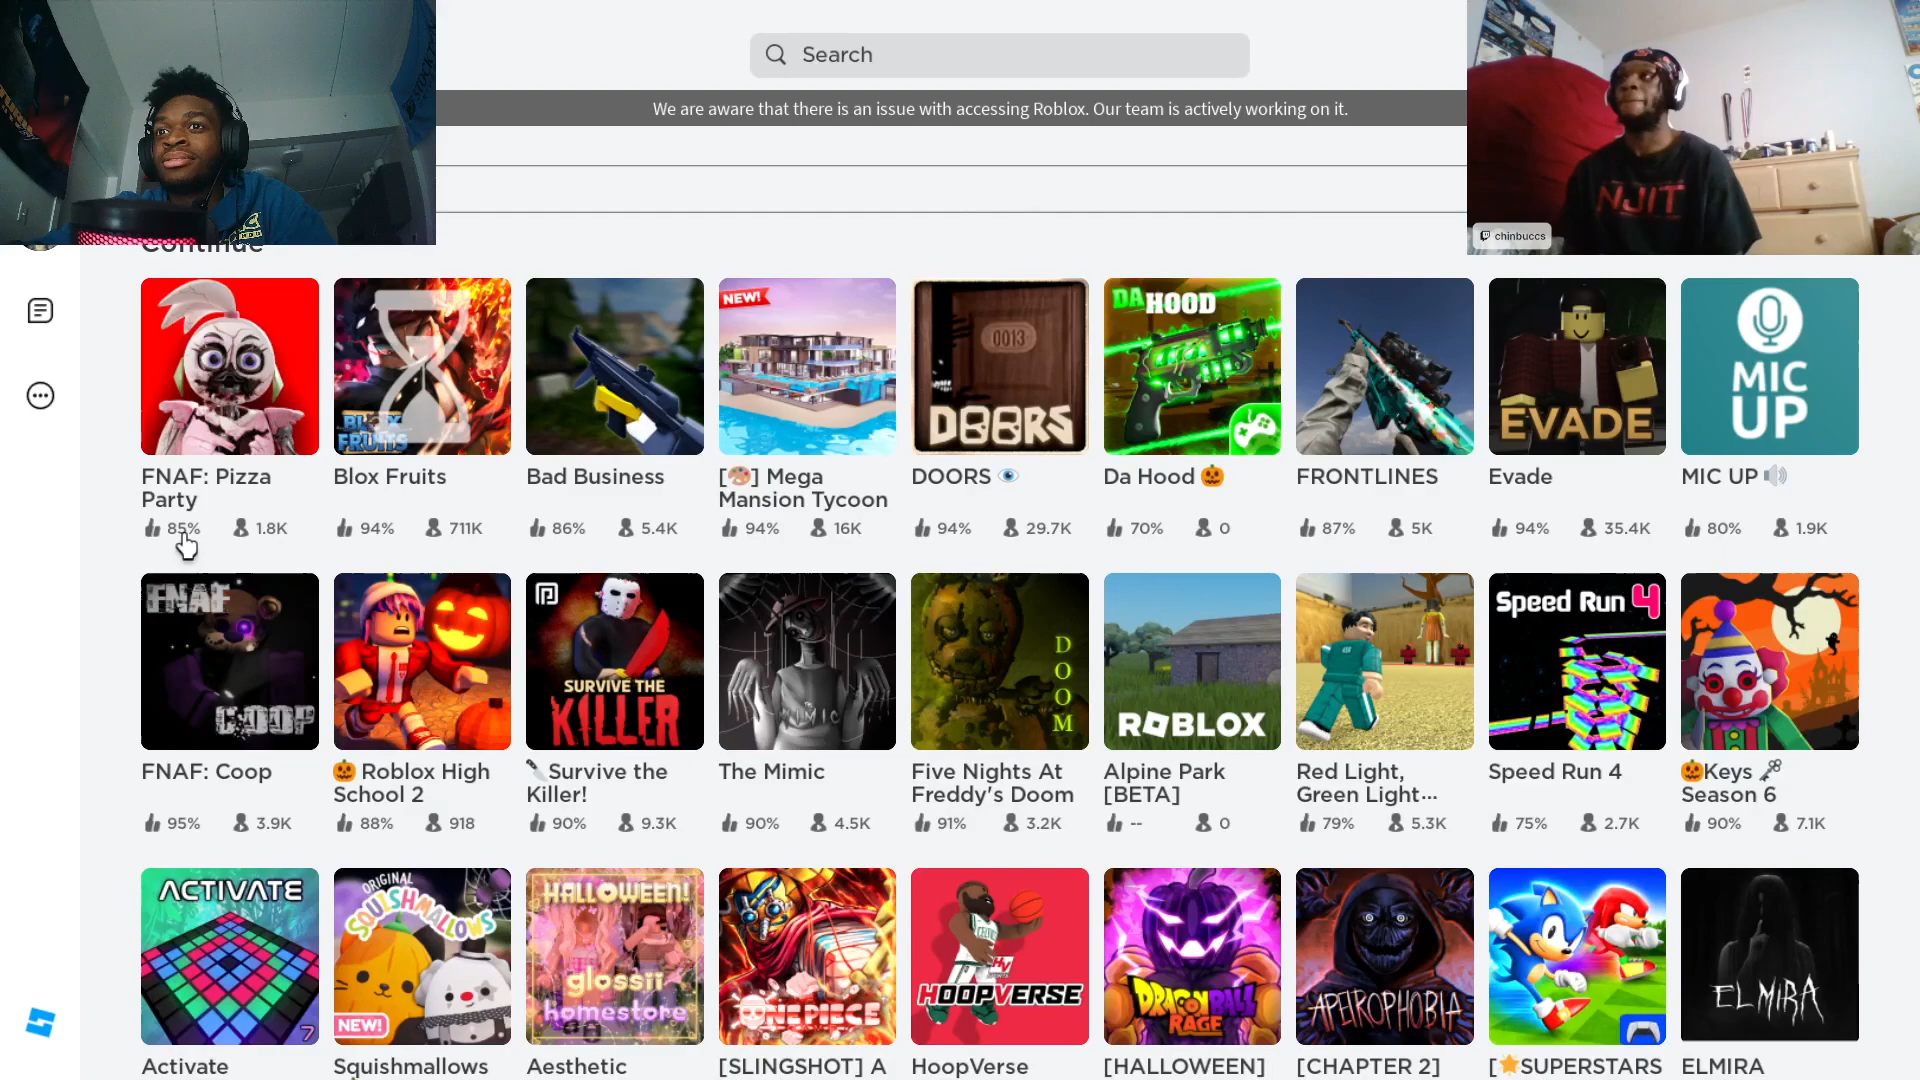 Search
We are aware that there is an issue with accessing Roblox. Our team is actively working on it.
NJIT
chinbuccs
Continue
NEW!
0013
DOORS
DA HOOD
EVADE
MIC
UP
BLOX
FRUITS
FNAF: Pizza
Party
Blox Fruits
Bad Business
[🎨] Mega
Mansion Tycoon
DOORS 👁️
Da Hood 🎃
FRONTLINES
Evade
MIC UP 🔊
85% 1.8K
94% 711K
86% 5.4K
94% 16K
94% 29.7K
70% 0
87% 5K
94% 35.4K
80% 1.9K
FNAF
COOP
SURVIVE THE
KILLER
MIMIC
DOOM
ROBLOX
Speed Run 4
FNAF: Coop
🎃 Roblox High
School 2
🔪Survive the
Killer!
The Mimic
Five Nights At
Freddy's Doom
Alpine Park
[BETA]
Red Light,
Green Light...
Speed Run 4
🎃Keys 🗝️
Season 6
95% 3.9K
88% 918
90% 9.3K
90% 4.5K
91% 3.2K
-- 0
79% 5.3K
75% 2.7K
90% 7.1K
ACTIVATE
7
ORIGINAL
SQUISHMALLOWS
NEW!
HALLOWEEN!
glossii
homestore
ONE PIECE
HOOPVERSE
DRAGON BALL
RAGE
APEIROPHOBIA
ELMIRA
Activate
Squishmallows
Aesthetic
[SLINGSHOT] A
HoopVerse
[HALLOWEEN]
[CHAPTER 2]
[🌟SUPERSTARS
ELMIRA